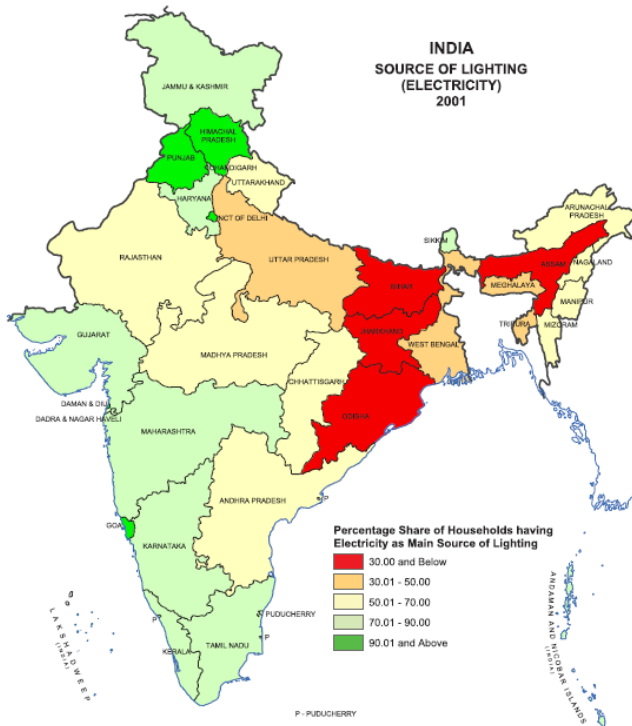 INDIA
SOURCE OF LIGHTING
(ELECTRICITY)
2001
JAMMU & KASHMIR
HIMACHAL
PRADESH
PUNJAB
CHANDIGARH
UTTARAKHAND
HARYANA
NCT OF DELHI
ARUNACHAL
PRADESH
SIKKIM
RAJASTHAN
UTTAR PRADESH
ASSAM
NAGALAND
BIHAR
MEGHALAYA
MANIPUR
TRIPURA
MIZORAM
GUJARAT
JHARKHAND
WEST BENGAL
MADHYA PRADESH
CHHATTISGARH
DAMAN & DIU
DADRA & NAGAR HAVELI
ODISHA
MAHARASHTRA
ANDHRA PRADESH
P
GOA
KARNATAKA
Percentage Share of Households having
Electricity as Main Source of Lighting
30.00 and Below
30.01 - 50.00
50.01 - 70.00
70.01 - 90.00
90.01 and Above
ANDAMAN AND NICOBAR ISLANDS
(INDIA)
LAKSHADWEEP
(INDIA)
PUDUCHERRY
P
P
KERALA
TAMIL NADU
P - PUDUCHERRY